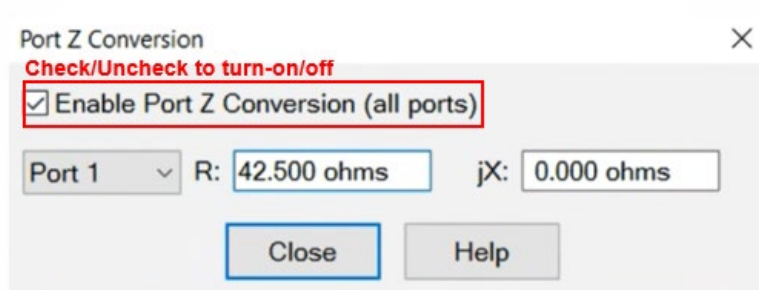 Port Z Conversion
Check/Uncheck to turn-on/off
Enable Port Z Conversion (all ports)
Port 1 R: 42.500 ohms jX: 0.000 ohms
Close Help